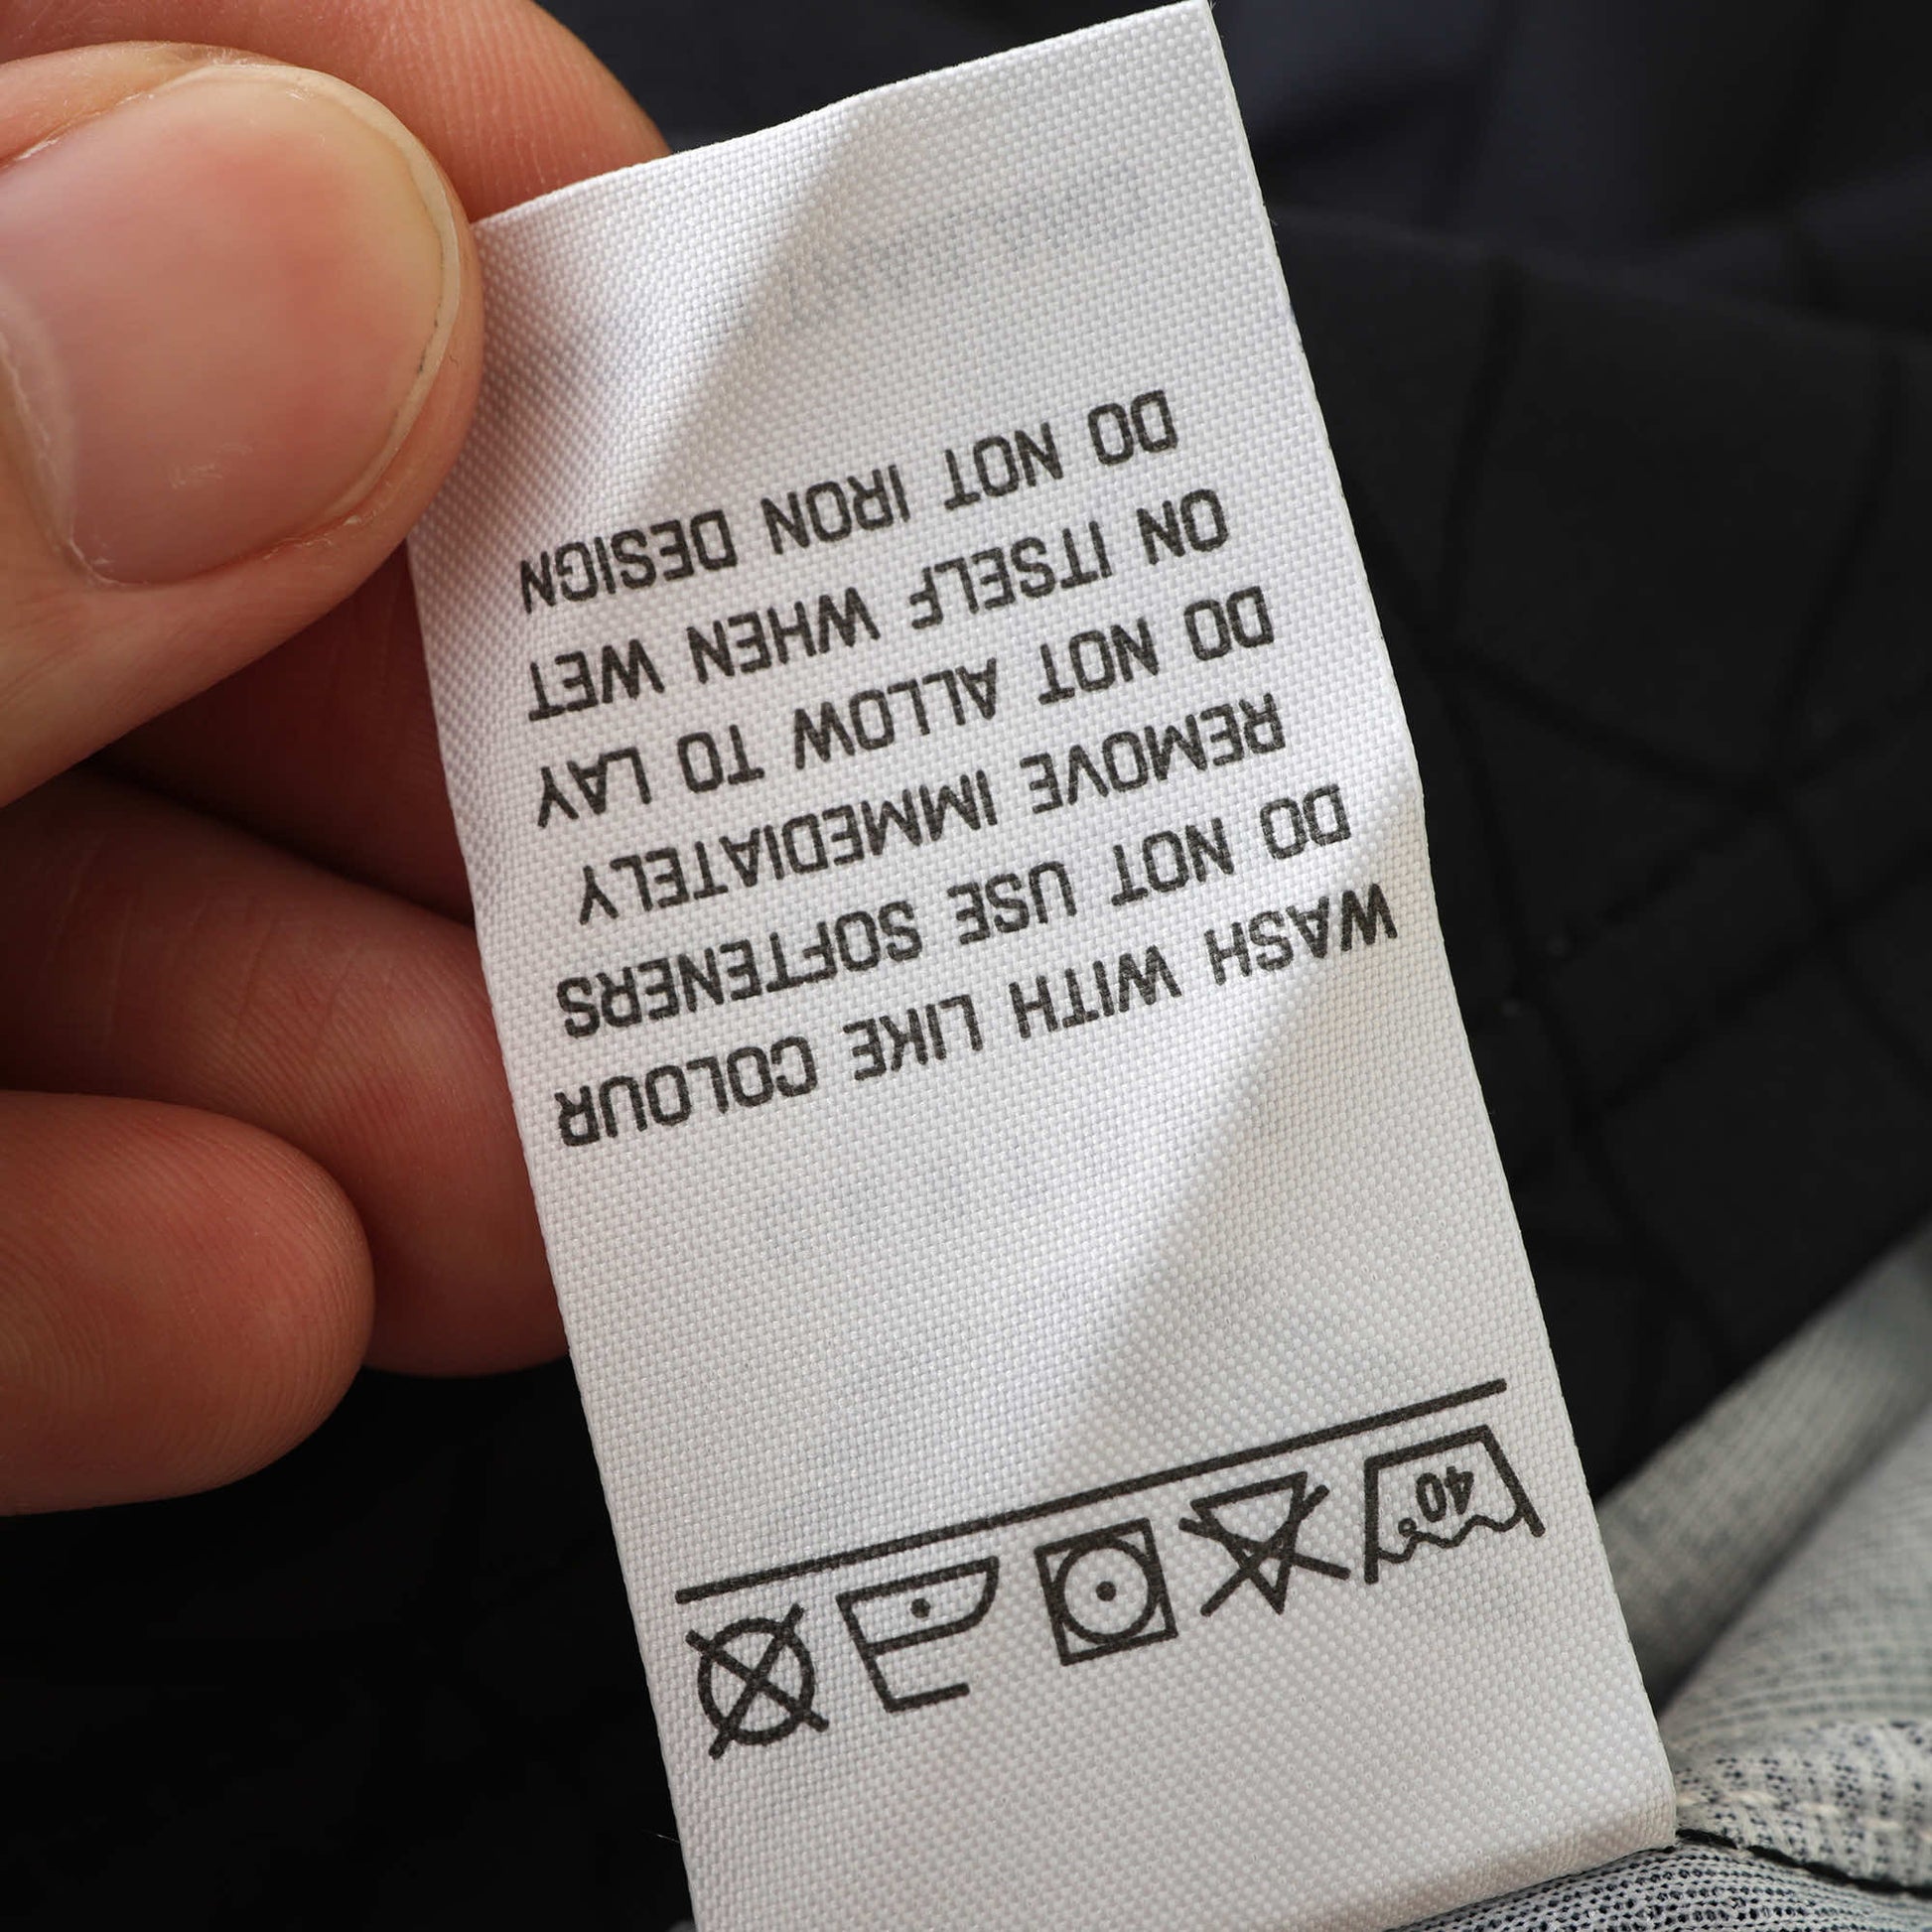 40
WASH WITH LIKE COLOUR
DO NOT USE SOFTENERS
REMOVE IMMEDIATELY
DO NOT ALLOW TO LAY
ON ITSELF WHEN WET
DO NOT IRON DESIGN